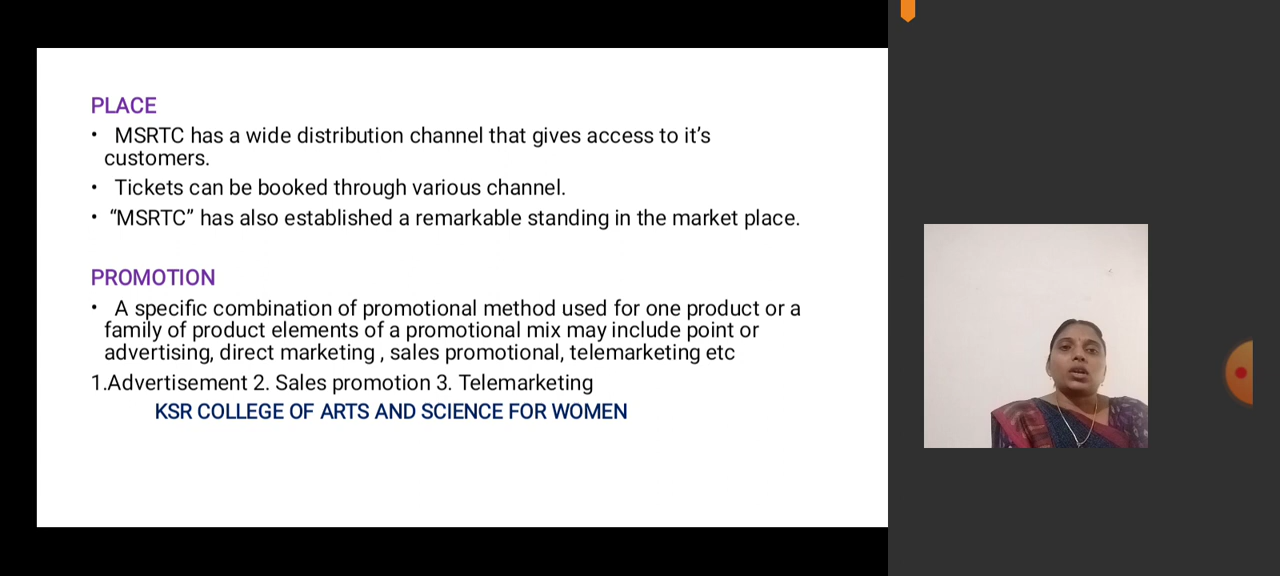 PLACE
• MSRTC has a wide distribution channel that gives access to it’s
customers.
• Tickets can be booked through various channel.
• “MSRTC” has also established a remarkable standing in the market place.
PROMOTION
• A specific combination of promotional method used for one product or a
family of product elements of a promotional mix may include point or
advertising, direct marketing , sales promotional, telemarketing etc
1.Advertisement 2. Sales promotion 3. Telemarketing
KSR COLLEGE OF ARTS AND SCIENCE FOR WOMEN